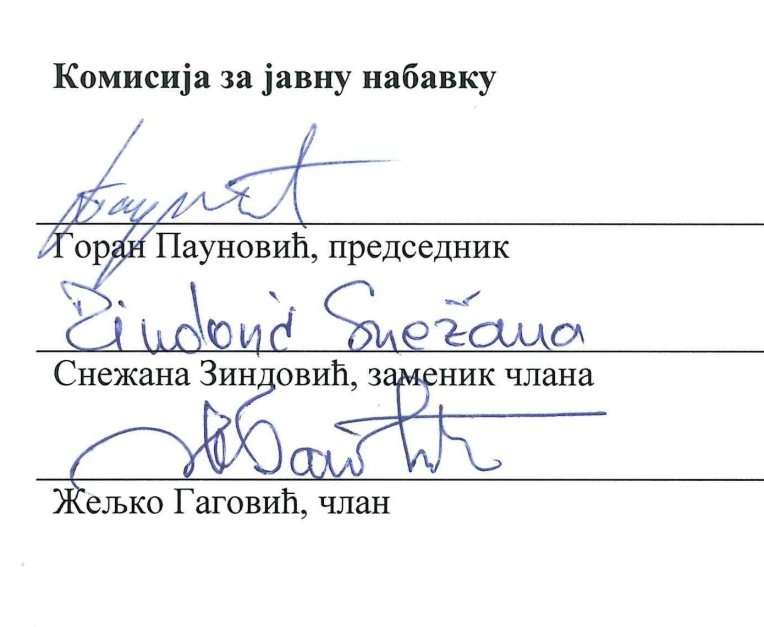 Комисија за јавну набавку
Горан Пауновић, председник
Zindović Snežana
Снежана Зиндовић, заменик члана
Жељко Гаговић, члан